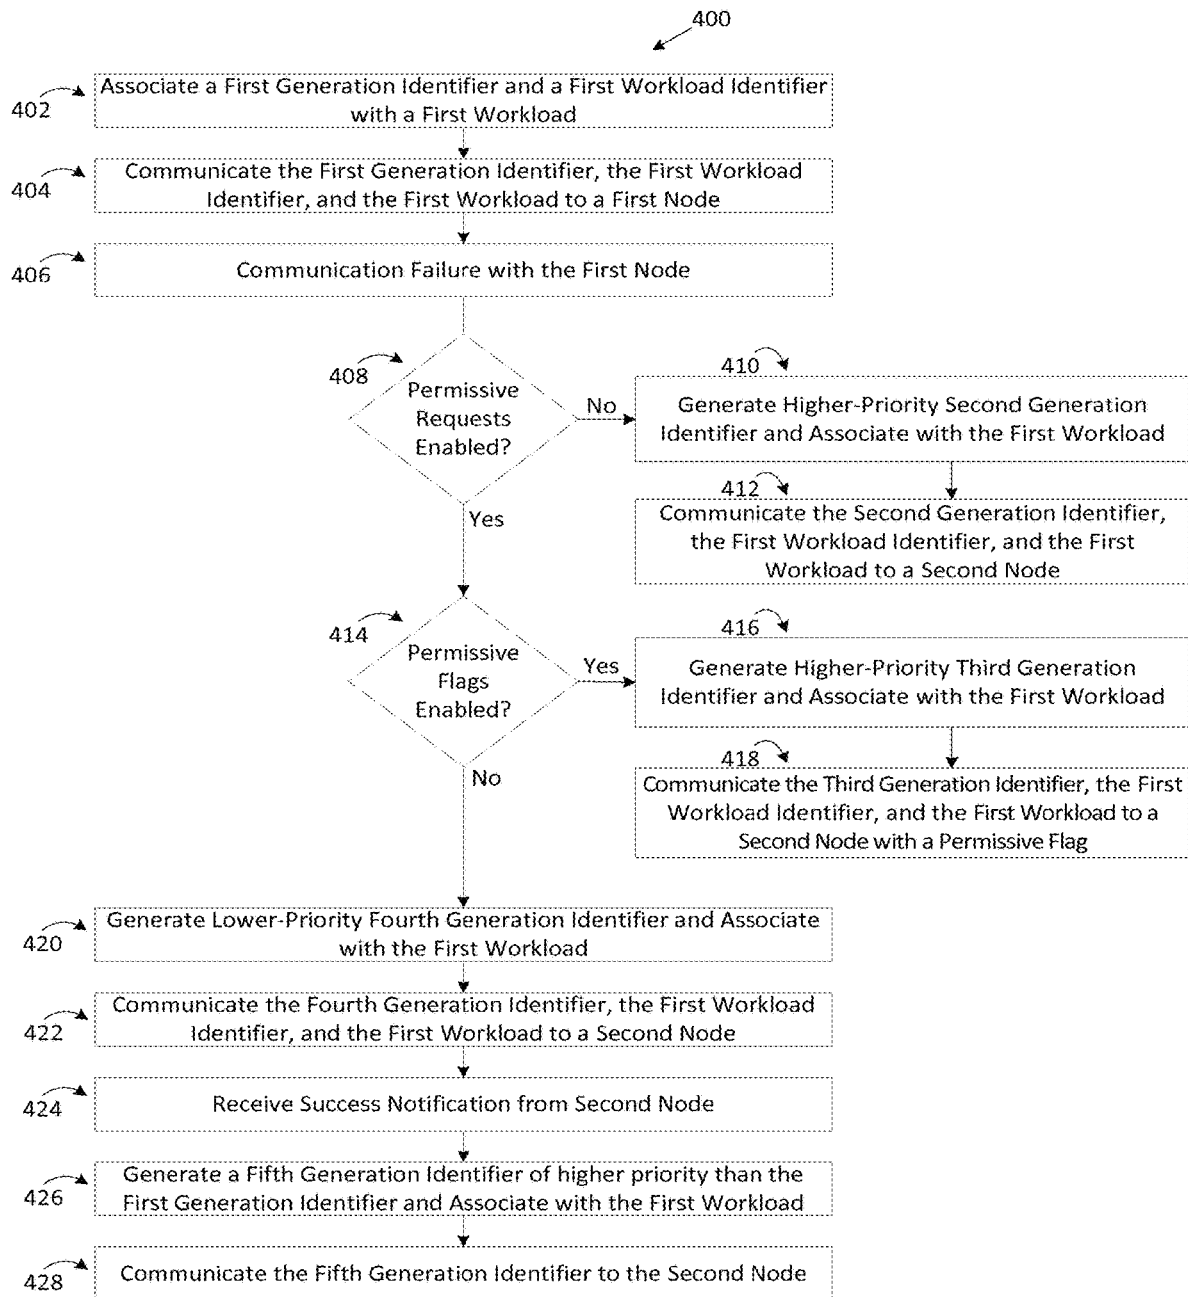 400
402
Associate a First Generation Identifier and a First Workload Identifier
with a First Workload
404
Communicate the First Generation Identifier, the First Workload
Identifier, and the First Workload to a First Node
406
Communication Failure with the First Node
408
Permissive
Requests
Enabled?
No
410
Generate Higher-Priority Second Generation
Identifier and Associate with the First Workload
412
Communicate the Second Generation Identifier,
the First Workload Identifier, and the First
Workload to a Second Node
Yes
414
Permissive
Flags
Enabled?
Yes
416
Generate Higher-Priority Third Generation
Identifier and Associate with the First Workload
418
Communicate the Third Generation Identifier, the First
Workload Identifier, and the First Workload to a
Second Node with a Permissive Flag
No
420
Generate Lower-Priority Fourth Generation Identifier and Associate
with the First Workload
422
Communicate the Fourth Generation Identifier, the First Workload
Identifier, and the First Workload to a Second Node
424
Receive Success Notification from Second Node
426
Generate a Fifth Generation Identifier of higher priority than the
First Generation Identifier and Associate with the First Workload
428
Communicate the Fifth Generation Identifier to the Second Node